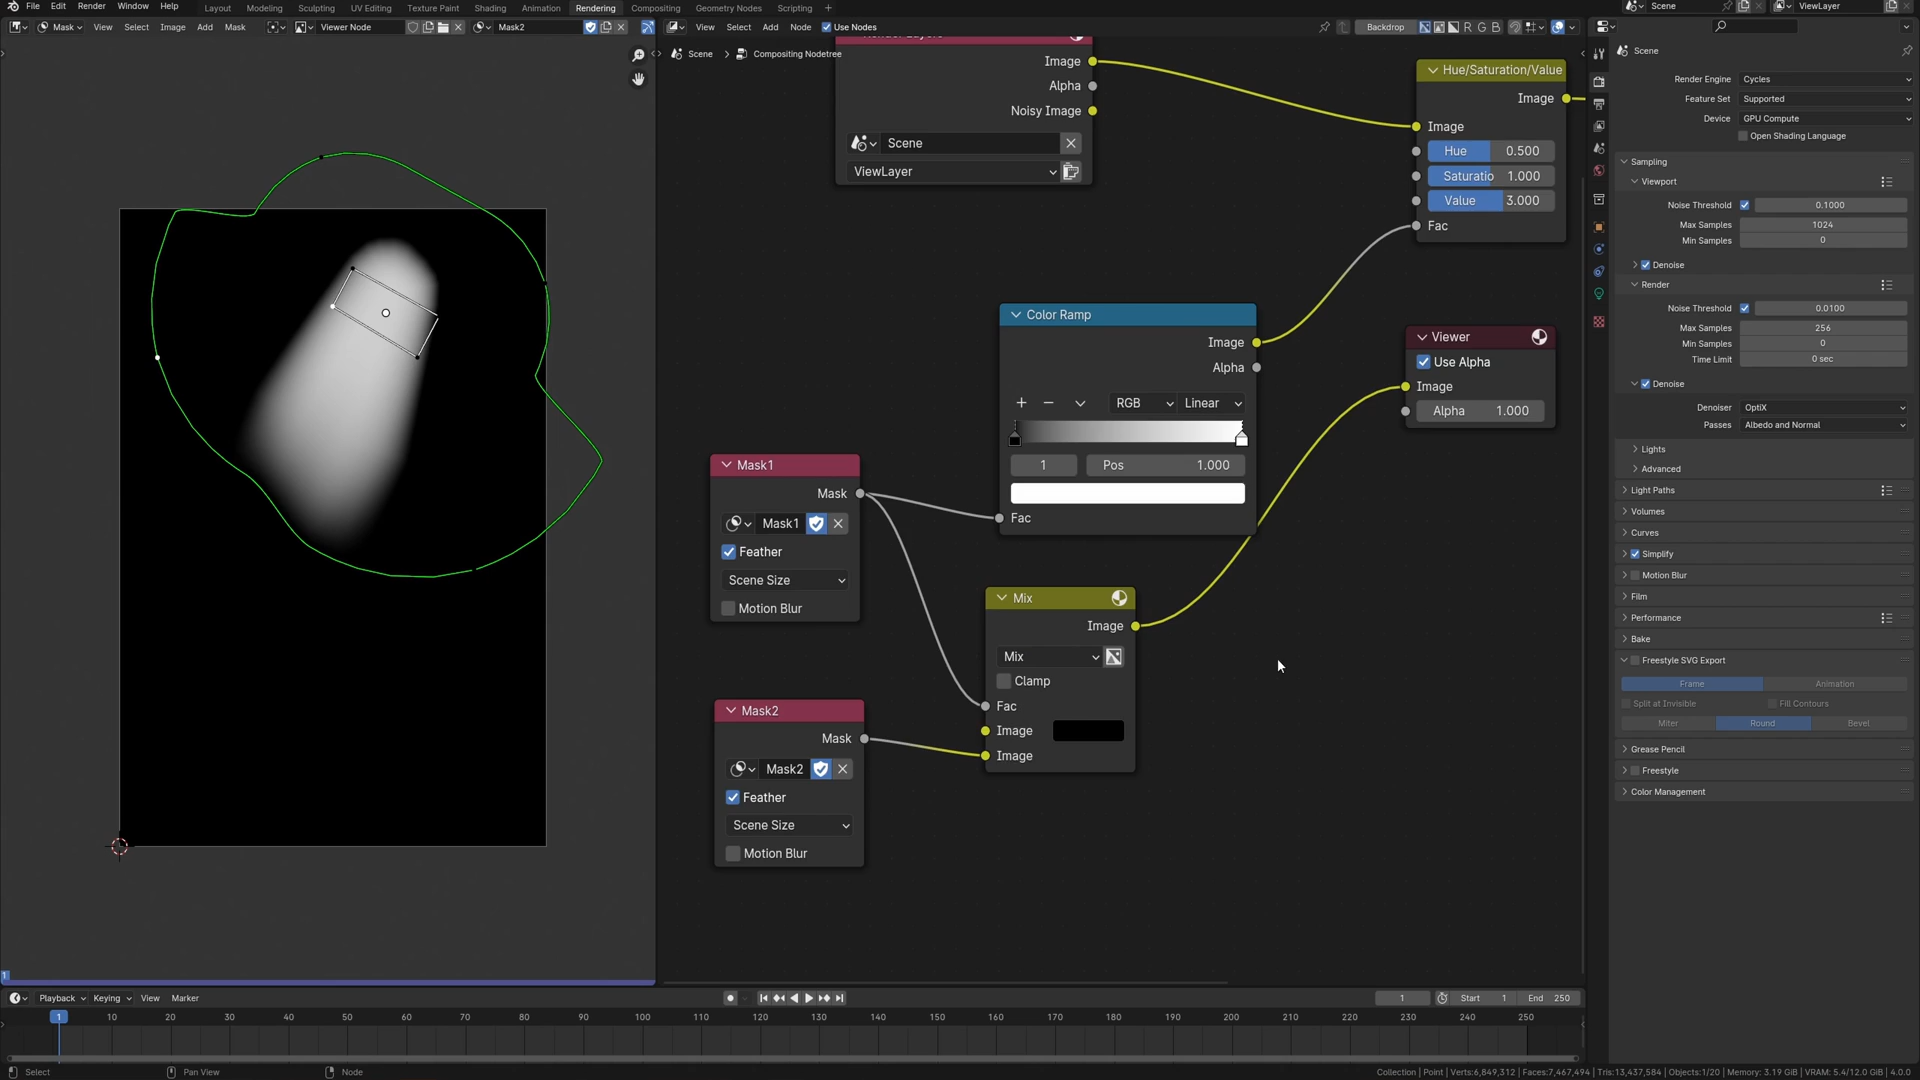 File Edit Render Window Help Layout Modeling Sculpting UV Editing Texture Paint Shading Animation Rendering Compositing Geometry Nodes Scripting + Scene ViewLayer
Mask View Select Image Add Mask Viewer Node Mask2
View Select Add Node Use Nodes Backdrop R G B
Scene > Compositing Nodetree
Image
Alpha
Noisy Image
Scene
ViewLayer
Hue/Saturation/Value
Image
Image
Hue 0.500
Saturatio 1.000
Value 3.000
Fac
Color Ramp
Image
Alpha
RGB Linear
1 Pos 1.000
Fac
Viewer
Use Alpha
Image
Alpha 1.000
Mask1
Mask
Mask1
Feather
Scene Size
Motion Blur
Mix
Image
Mix
Clamp
Fac
Image
Image
Mask2
Mask
Mask2
Feather
Scene Size
Motion Blur
Scene
Render Engine Cycles
Feature Set Supported
Device GPU Compute
Open Shading Language
Sampling
Viewport
Noise Threshold 0.1000
Max Samples 1024
Min Samples 0
Denoise
Render
Noise Threshold 0.0100
Max Samples 256
Min Samples 0
Time Limit 0 sec
Denoise
Denoiser OptiX
Passes Albedo and Normal
Lights
Advanced
Light Paths
Volumes
Curves
Simplify
Motion Blur
Film
Performance
Bake
Freestyle SVG Export
Frame Animation
Split at Invisible Fill Contours
Miter Round Bevel
Grease Pencil
Freestyle
Color Management
1
Playback Keying View Marker 1 Start 1 End 250
1 10 20 30 40 50 60 70 80 90 100 110 120 130 140 150 160 170 180 190 200 210 220 230 240 250
Select Pan View Node Collection | Point | Verts:6,849,312 | Faces:7,467,494 | Tris:13,437,584 | Objects:1/20 | Memory: 3.19 GiB | VRAM: 5.4/12.0 GiB | 4.0.0